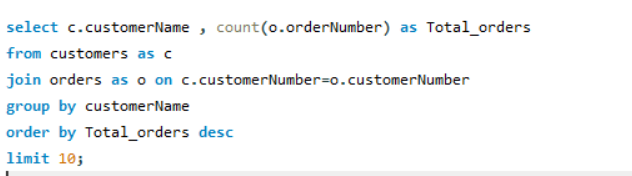 select c.customerName , count(o.orderNumber) as Total_orders
from customers as c
join orders as o on c.customerNumber=o.customerNumber
group by customerName
order by Total_orders desc
limit 10;